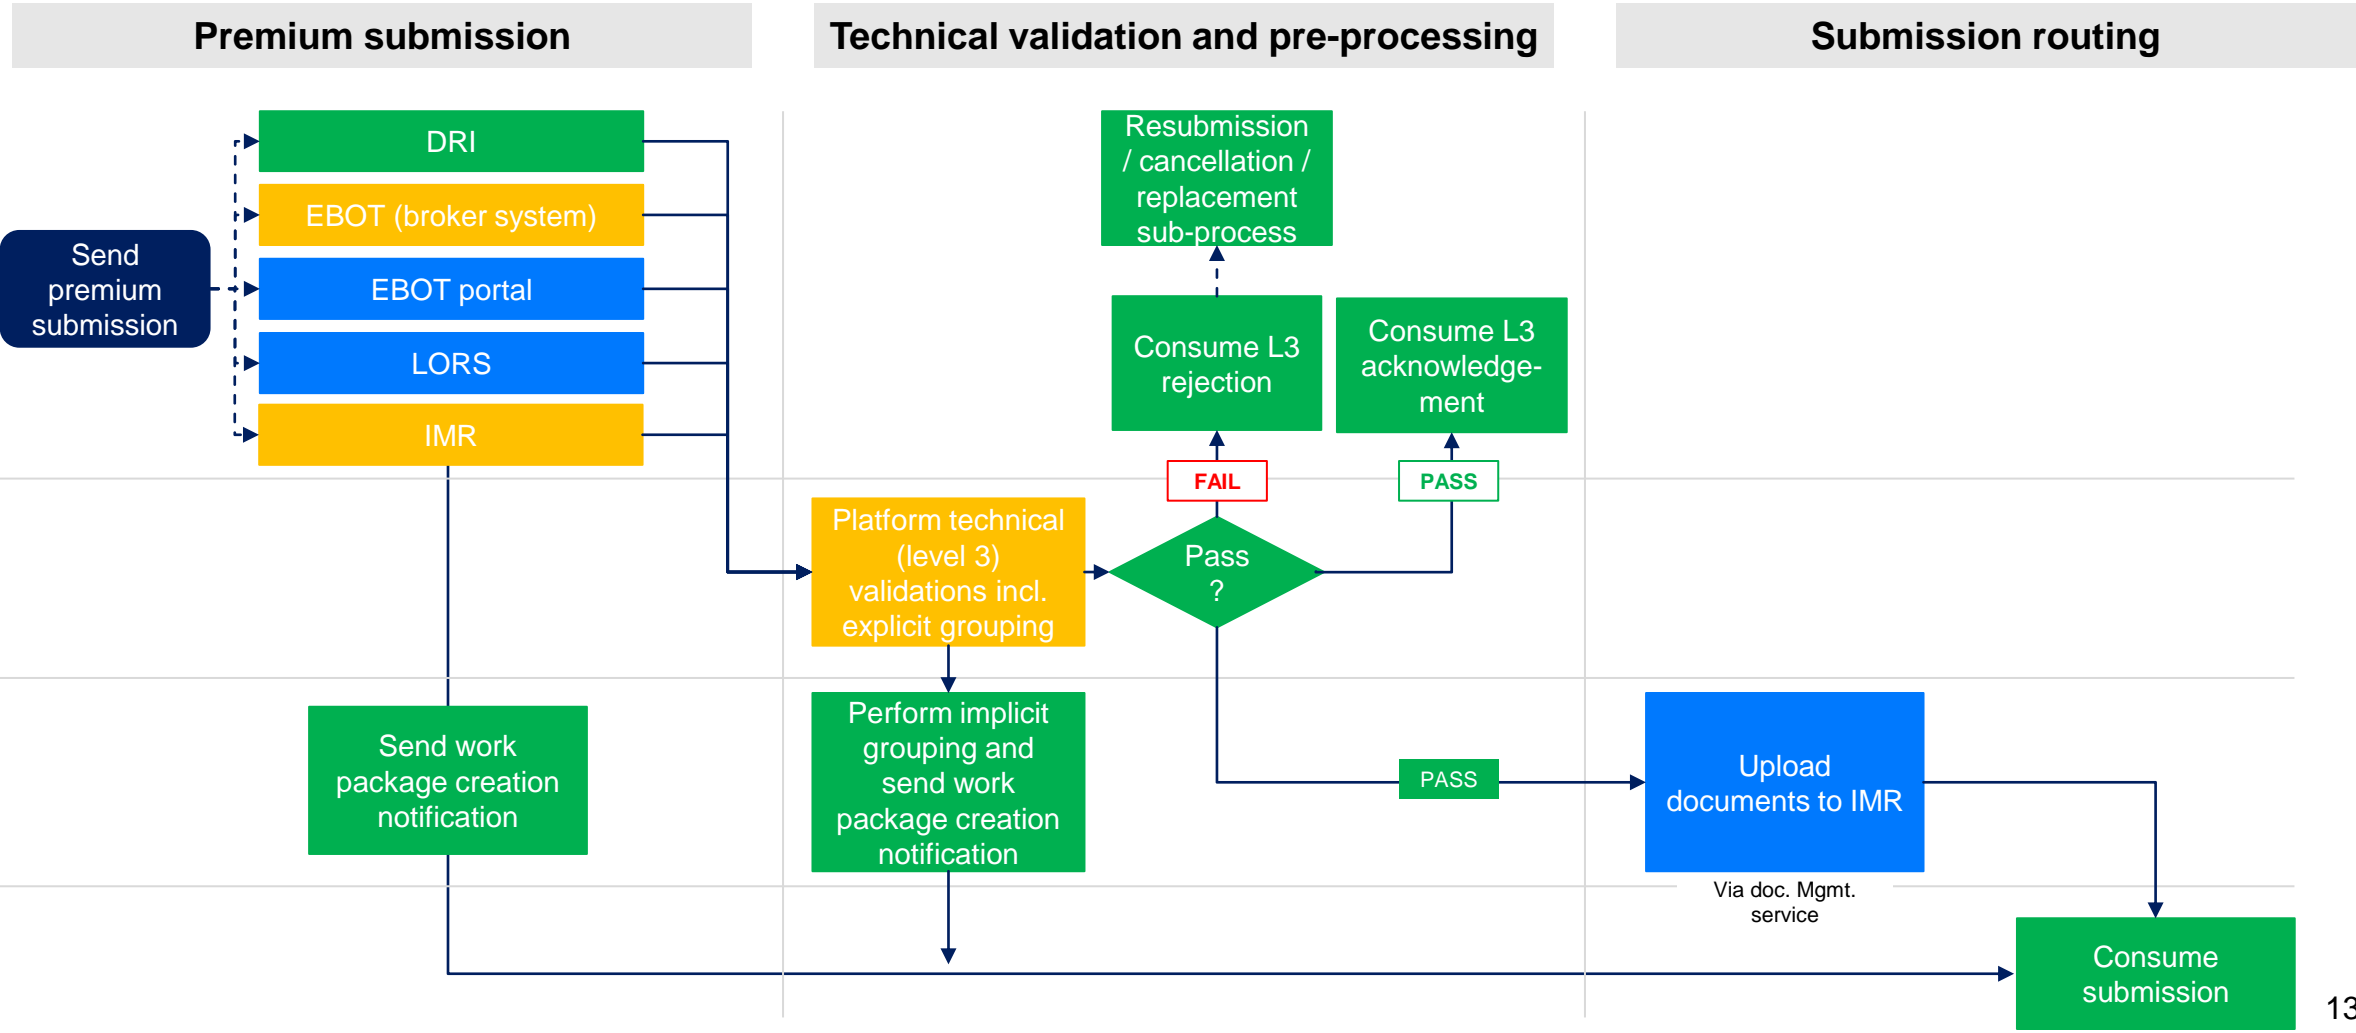 Premium submission
Technical validation and pre-processing
Submission routing
Send
premium
submission
DRI
EBOT (broker system)
EBOT portal
LORS
IMR
Resubmission
/ cancellation /
replacement
sub-process
Consume L3
rejection
Consume L3
acknowledge-
ment
FAIL
PASS
Platform technical
(level 3)
validations incl.
explicit grouping
Pass
?
Send work
package creation
notification
Perform implicit
grouping and
send work
package creation
notification
PASS
Upload
documents to IMR
Via doc. Mgmt.
service
Consume
submission
13